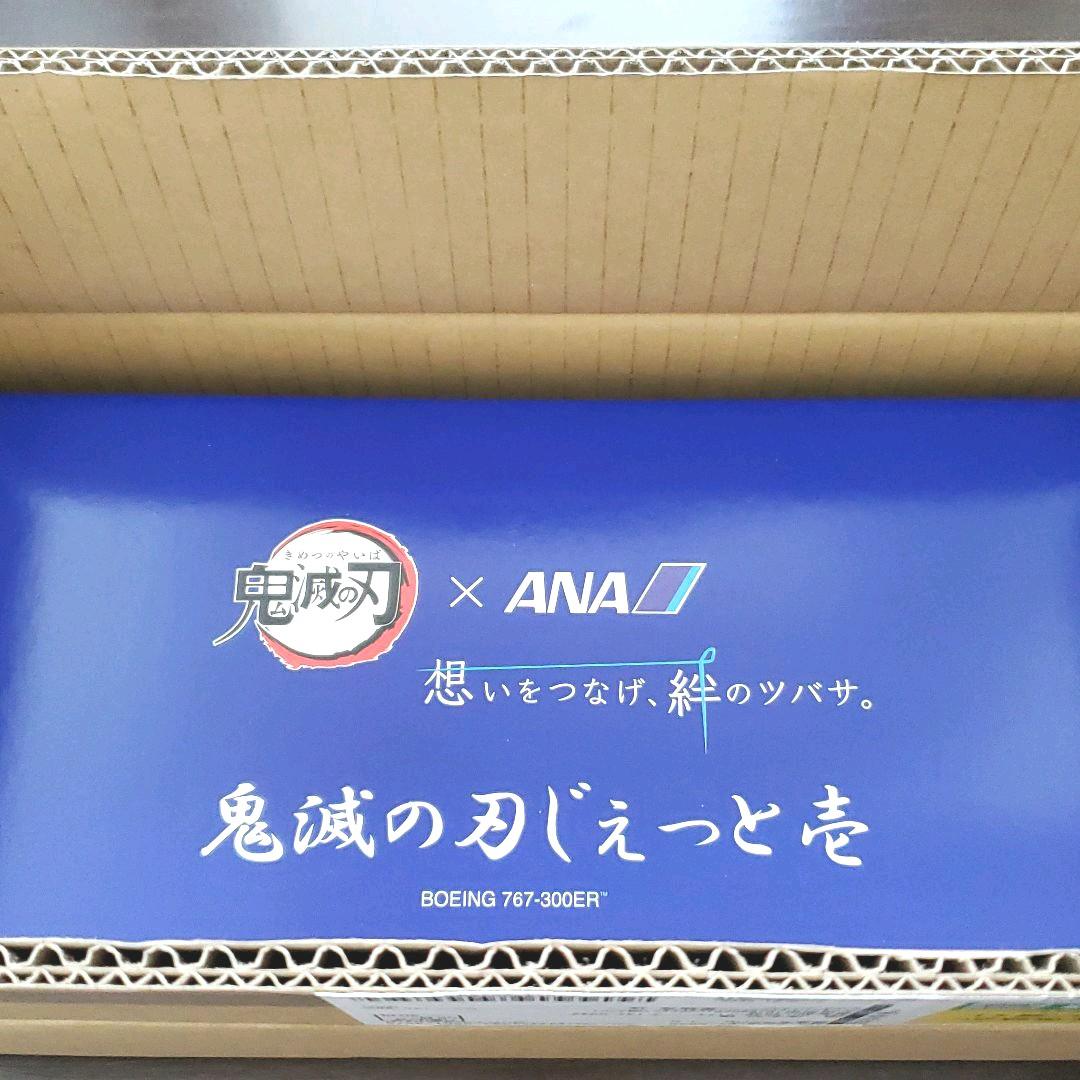 きめつのやいば
鬼滅の刃 × ANA
想いをつなげ、絆のツバサ。
鬼滅の刃じぇっと壱
BOEING 767-300ER™